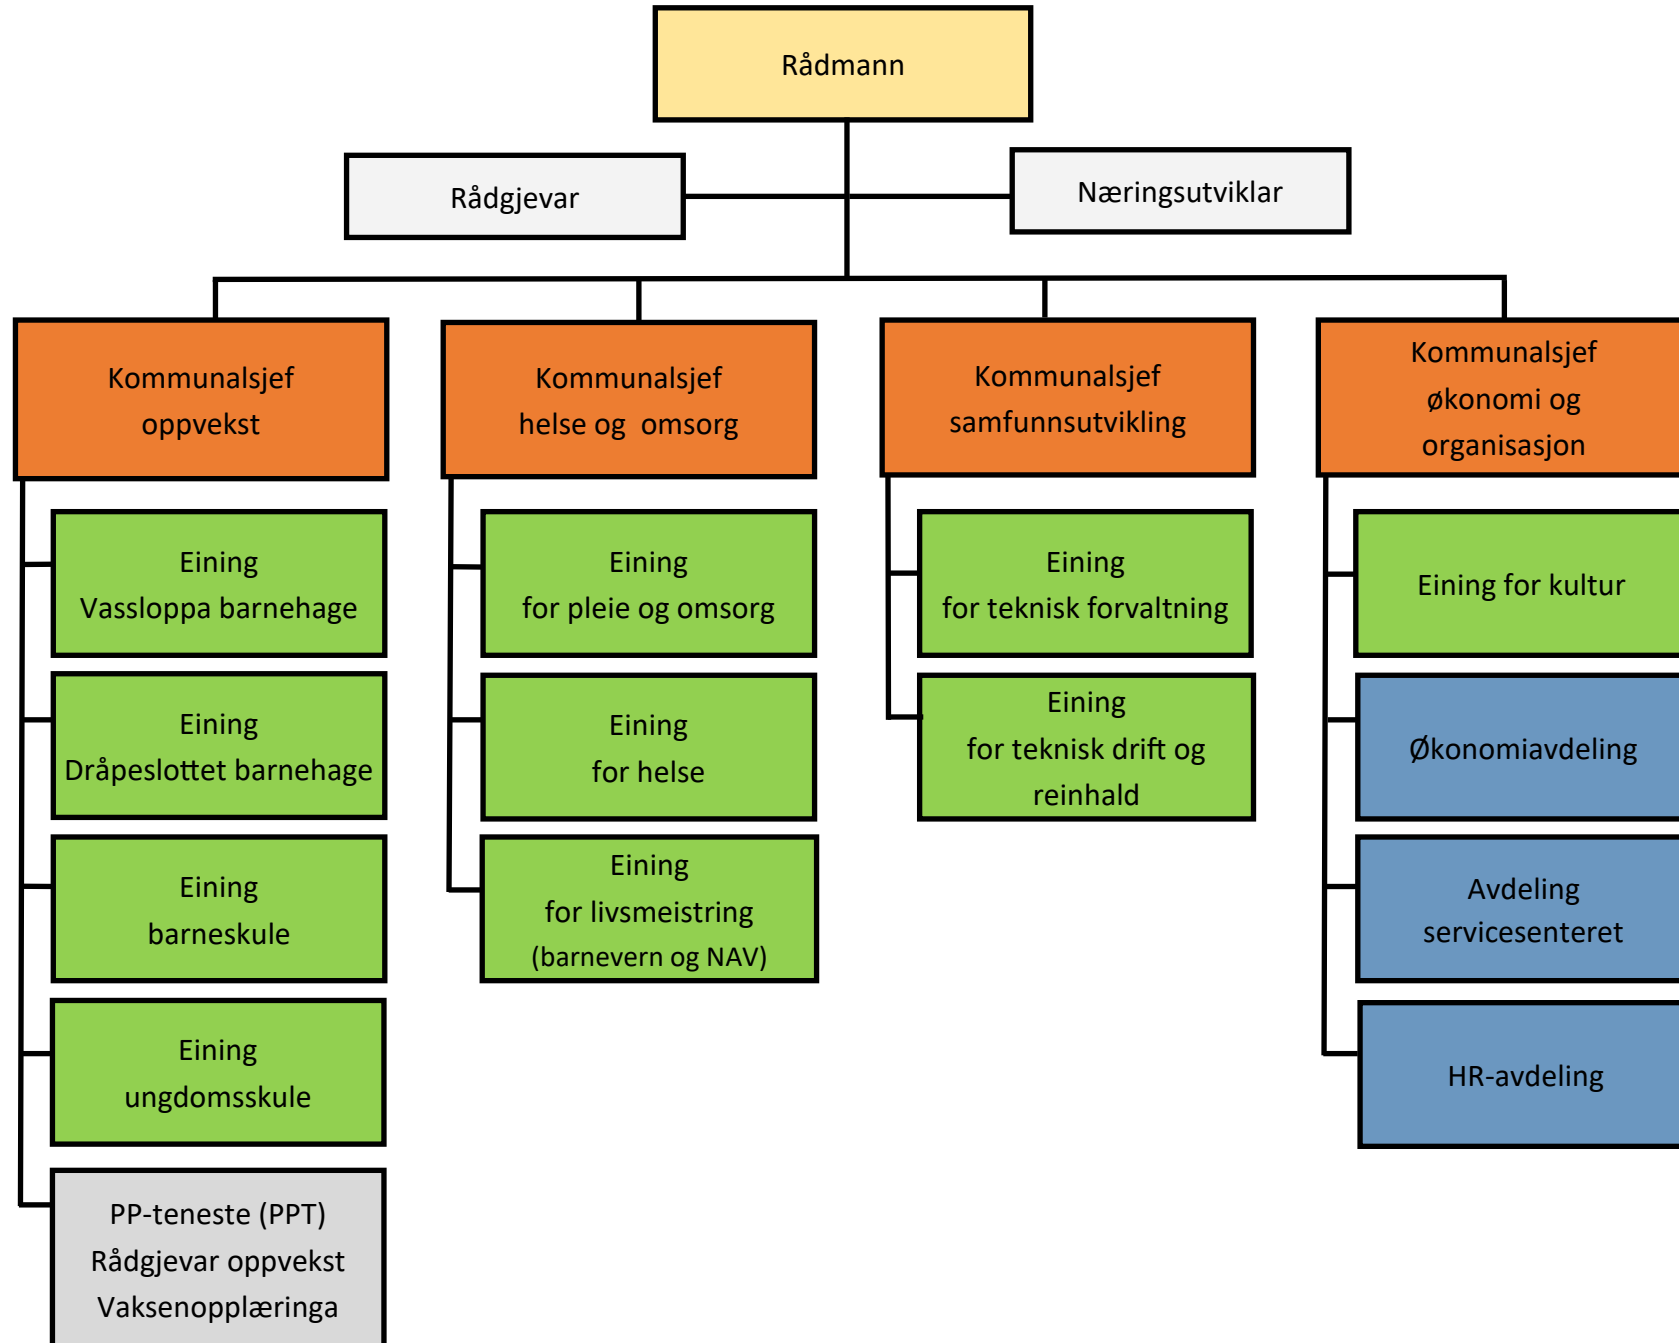 Rådmann
Rådgjevar
Næringsutviklar
Kommunalsjef
oppvekst
Eining
Vassloppa barnehage
Eining
Dråpeslottet barnehage
Eining
barneskule
Eining
ungdomsskule
PP-teneste (PPT)
Rådgjevar oppvekst
Vaksenopplæringa
Kommunalsjef
helse og omsorg
Eining
for pleie og omsorg
Eining
for helse
Eining
for livsmeistring
(barnevern og NAV)
Kommunalsjef
samfunnsutvikling
Eining
for teknisk forvaltning
Eining
for teknisk drift og
reinhald
Kommunalsjef
økonomi og
organisasjon
Eining for kultur
Økonomiavdeling
Avdeling
servicesenteret
HR-avdeling